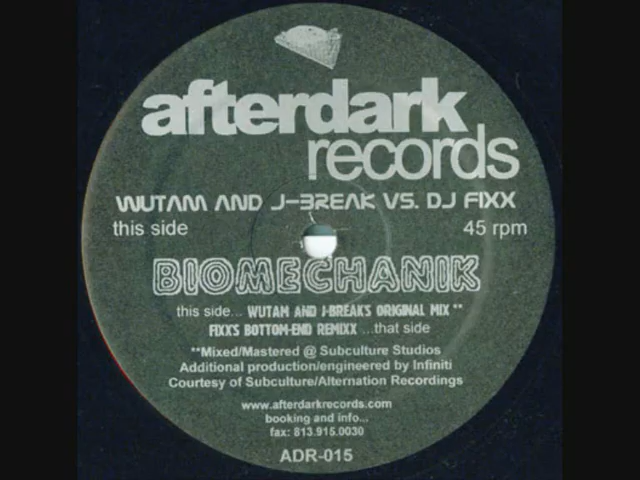 afterdark
records
WUTAM AND J-BREAK VS. DJ FIXX
this side 45 rpm
BIOMECHANIK
this side... WUTAM AND J-BREAK'S ORIGINAL MIX **
FIXX'S BOTTOM-END REMIXX ...that side
**Mixed/Mastered @ Subculture Studios
Additional production/engineered by Infiniti
Courtesy of Subculture/Alternation Recordings
www.afterdarkrecords.com
booking and info...
fax: 813.915.0030
ADR-015